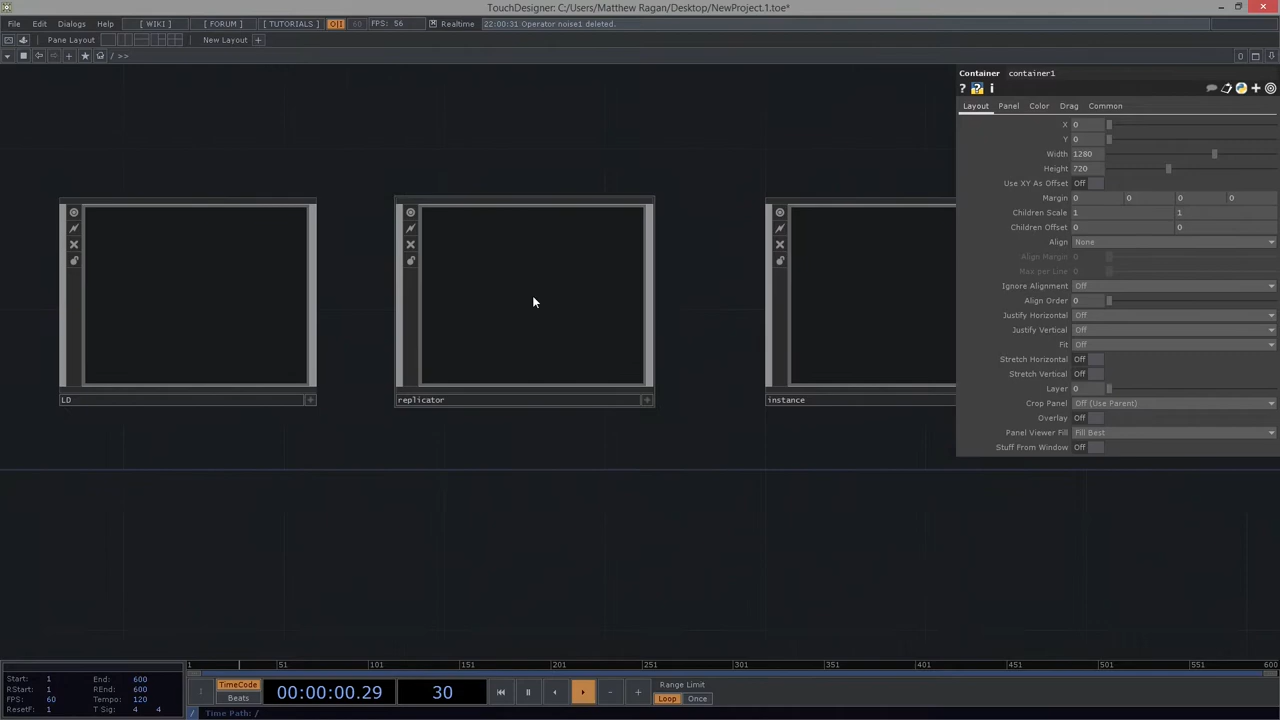 TouchDesigner: C:/Users/Matthew Ragan/Desktop/NewProject.1.toe*
File Edit Dialogs [ WIKI ] [ FORUM ] [ TUTORIALS ] O|I 60 FPS: 56 Realtime 22:00:31 Operator noise1 deleted.
Pane Layout New Layout +
/ >> 0
Container container1
? ? i
Layout Panel Color Drag Common
X 0
Y 0
Width 1280
Height 720
Use XY As Offset Off
Margin 0 0 0 0
Children Scale 1 1
Children Offset 0 0
Align None
Align Margin 0
Max per Line 0
Ignore Alignment Off
Align Order 0
Justify Horizontal Off
Justify Vertical Off
Fit Off
Stretch Horizontal Off
Stretch Vertical Off
Layer 0
Crop Panel Off (Use Parent)
Overlay Off
Panel Viewer Fill Fill Best
Stuff From Window Off
LD replicator instance
1 51 101 151 201 251 301 351 401 451 501 551 600
Start: 1 End: 600
RStart: 1 REnd: 600
FPS: 60 Tempo: 120
ResetF: 1 T Sig: 4 4
TimeCode
Beats
00:00:00.29 30
Range Limit
Loop Once
/ Time Path: /